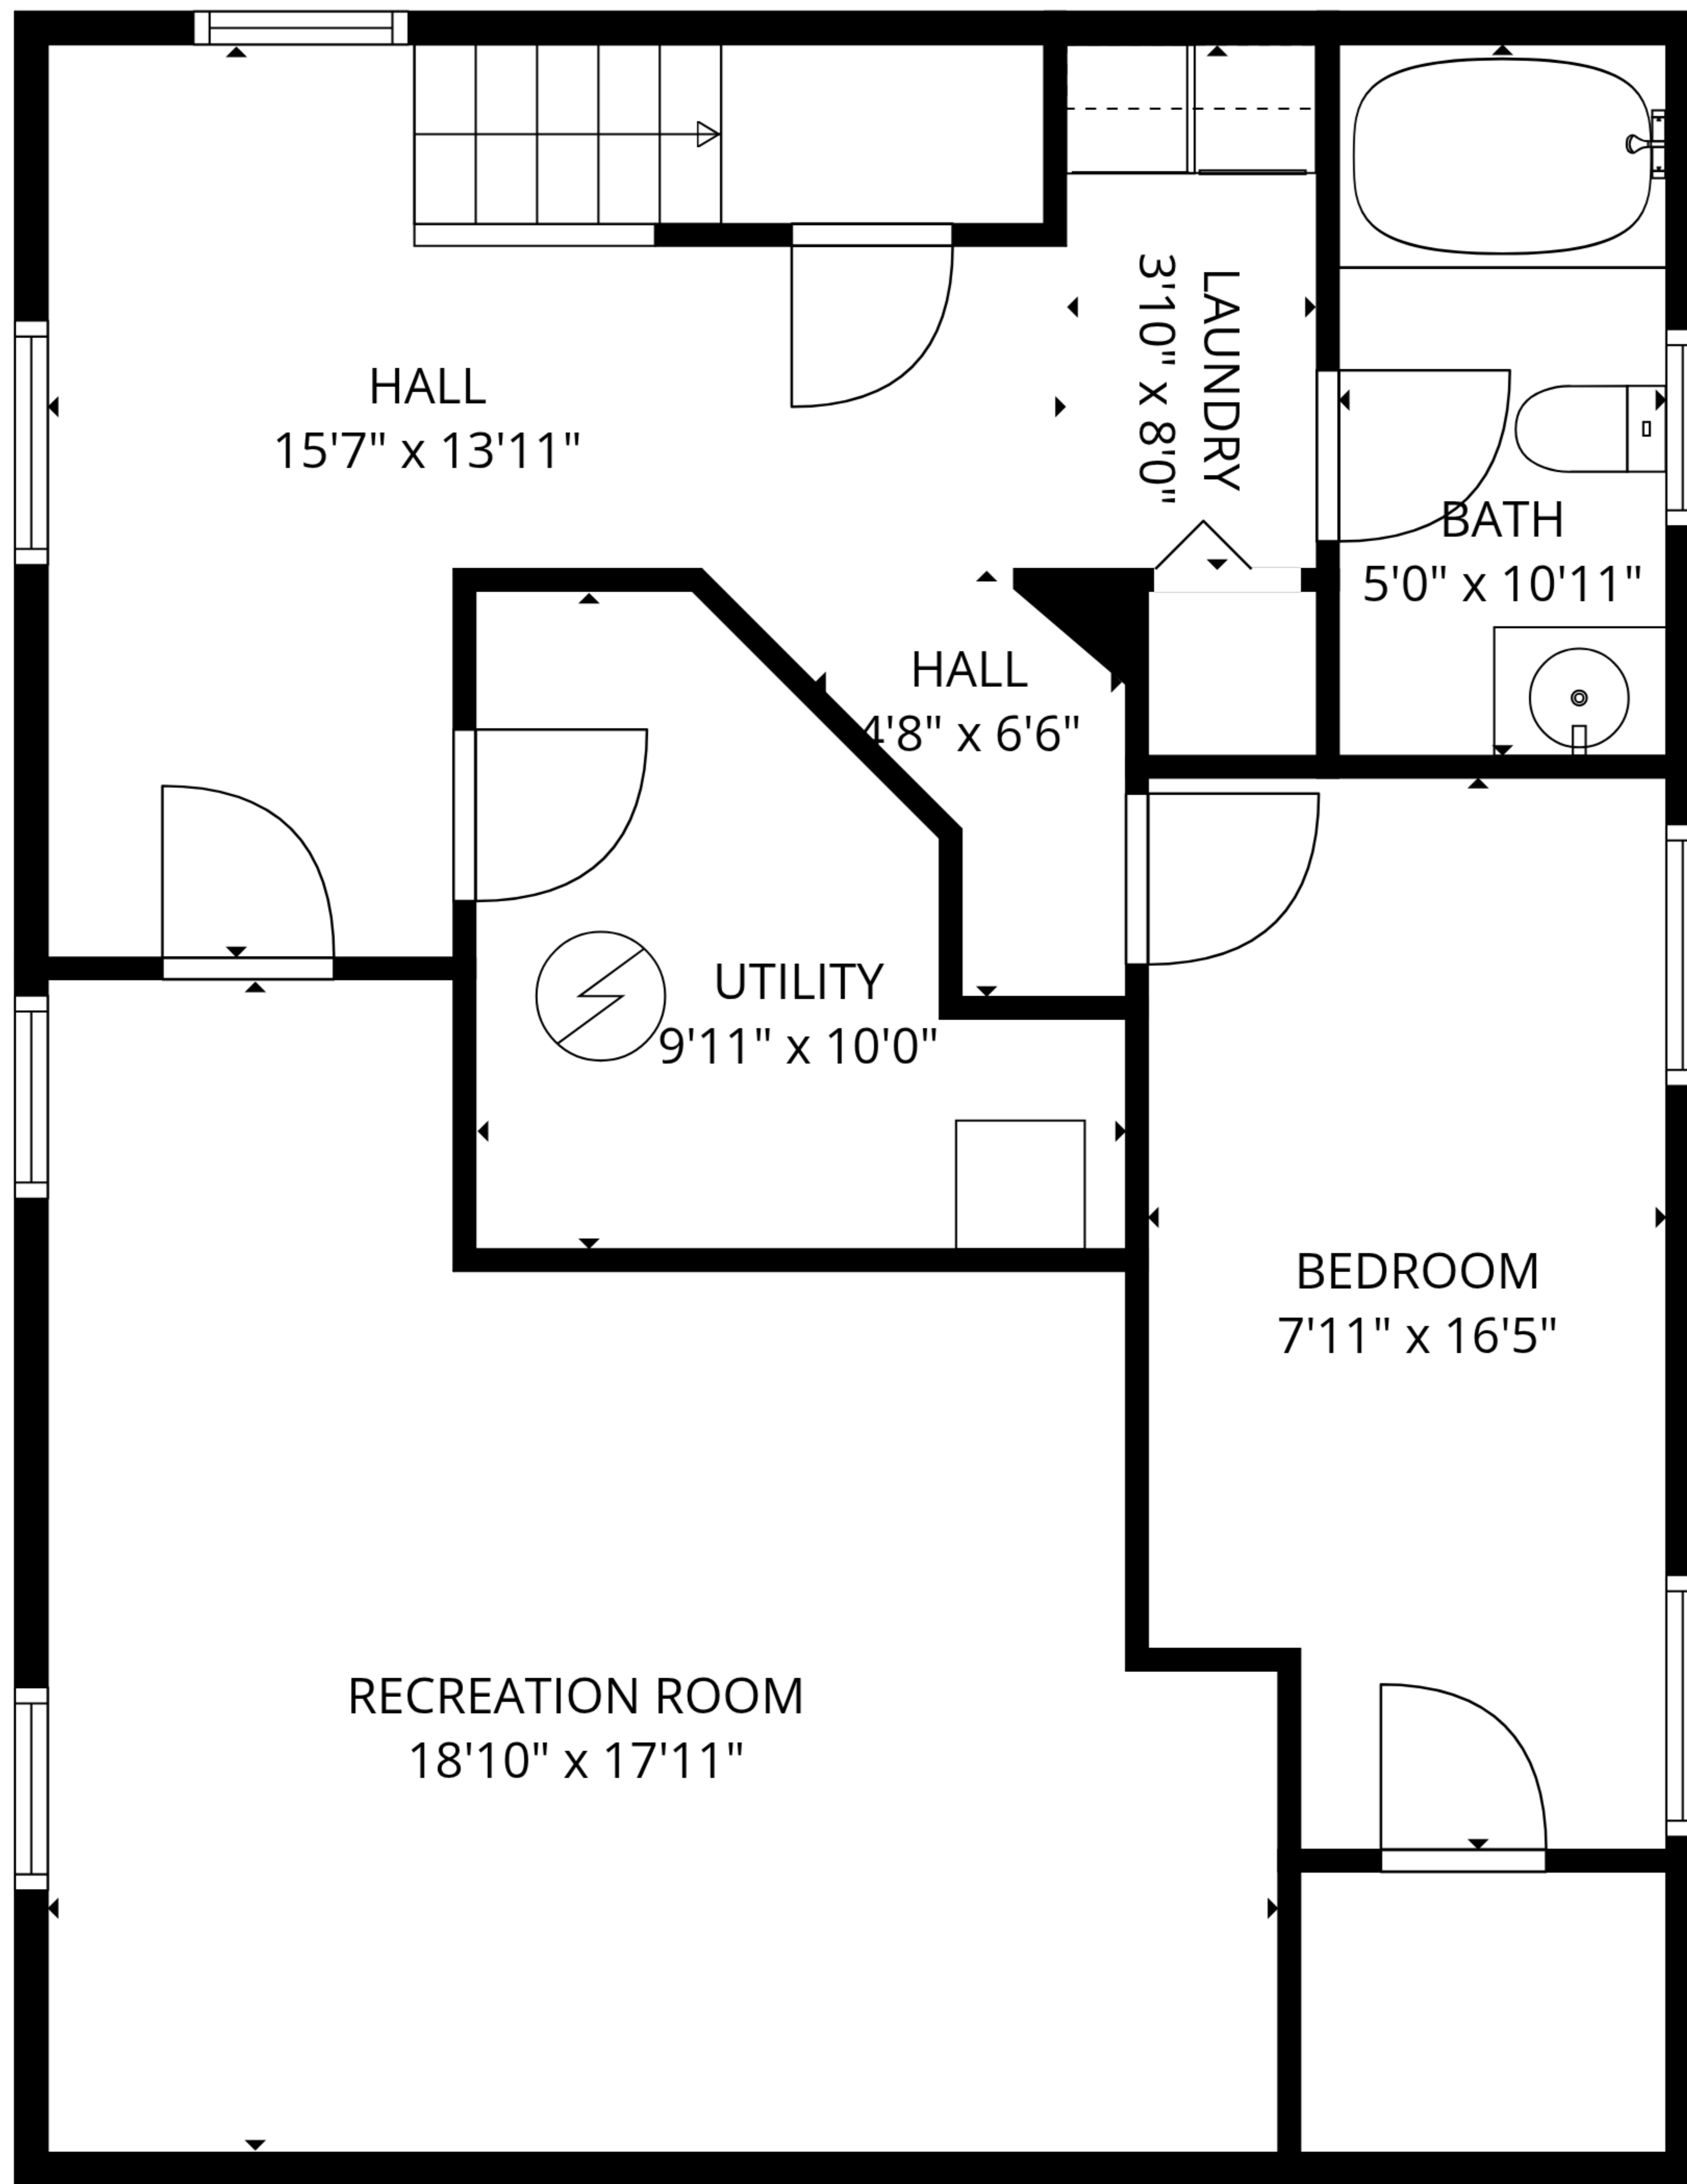 HALL
15'7" x 13'11"
LAUNDRY
3'10" x 8'0"
BATH
5'0" x 10'11"
HALL
4'8" x 6'6"
UTILITY
9'11" x 10'0"
BEDROOM
7'11" x 16'5"
RECREATION ROOM
18'10" x 17'11"